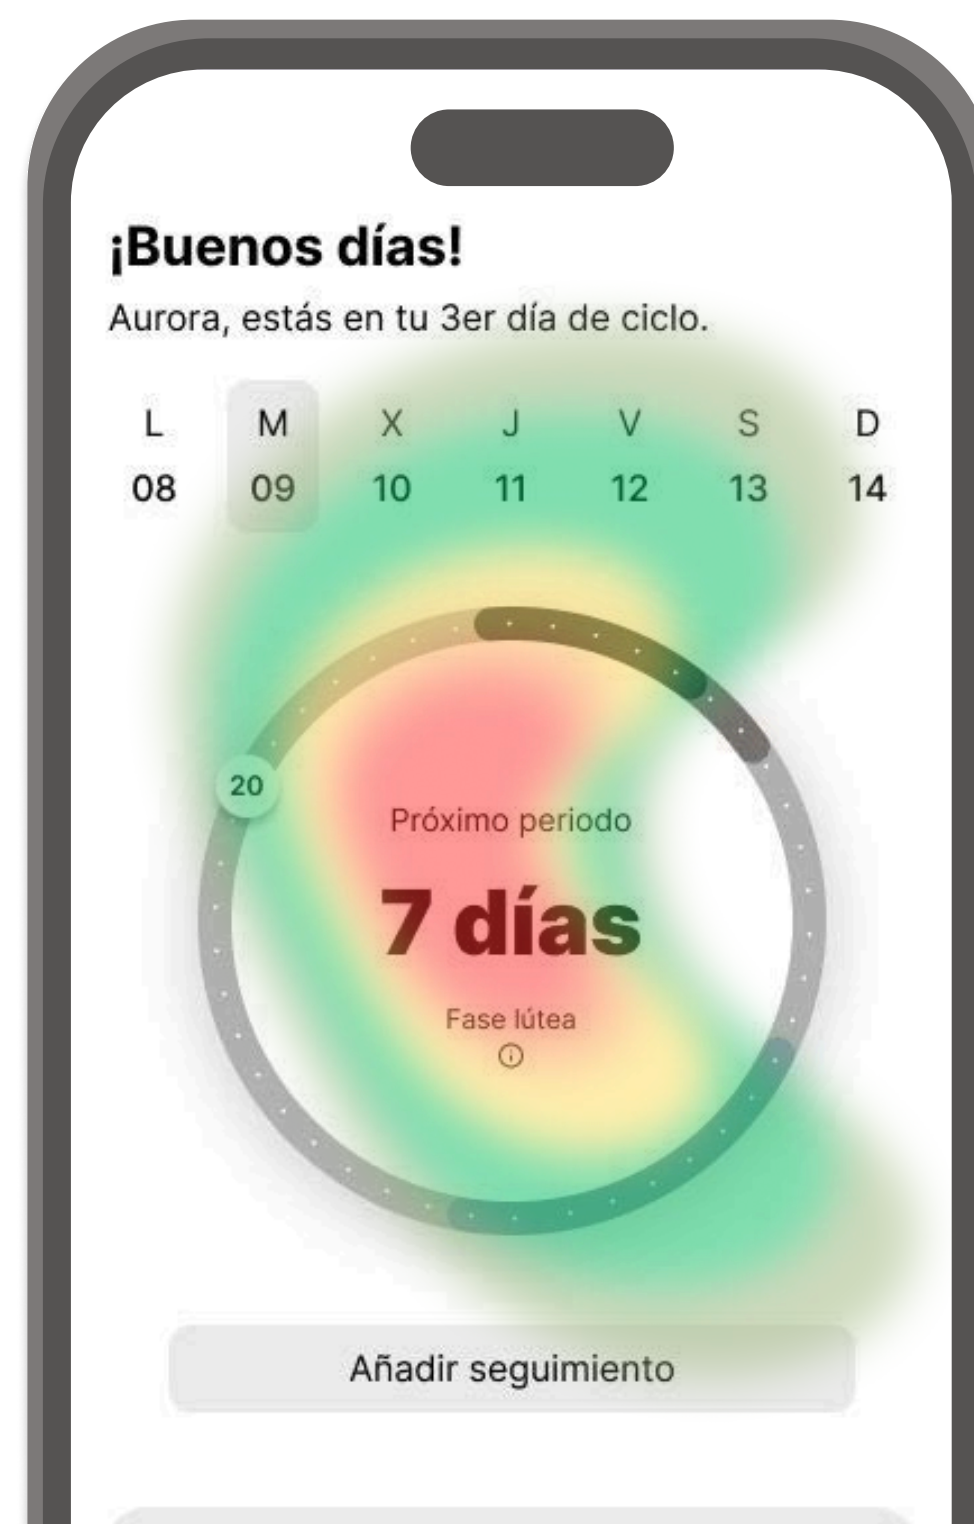 ¡Buenos días!
Aurora, estás en tu 3er día de ciclo.
L M X J V S D
08 09 10 11 12 13 14
20
Próximo periodo
7 días
Fase lútea
Añadir seguimiento